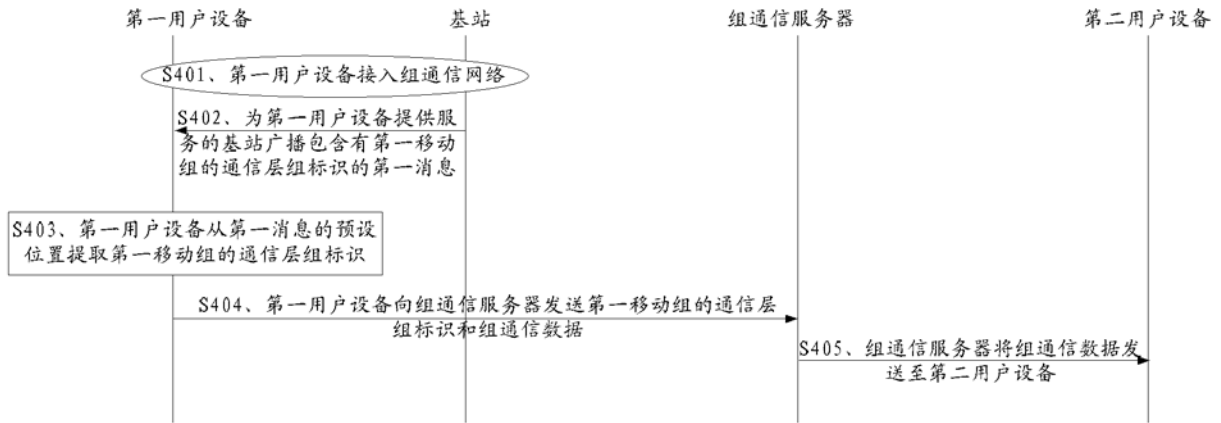 第一用户设备
基站
组通信服务器
第二用户设备
S401、第一用户设备接入组通信网络
S402、为第一用户设备提供服
务的基站广播包含有第一移动
组的通信层组标识的第一消息
S403、第一用户设备从第一消息的预设
位置提取第一移动组的通信层组标识
S404、第一用户设备向组通信服务器发送第一移动组的通信层
组标识和组通信数据
S405、组通信服务器将组通信数据发
送至第二用户设备